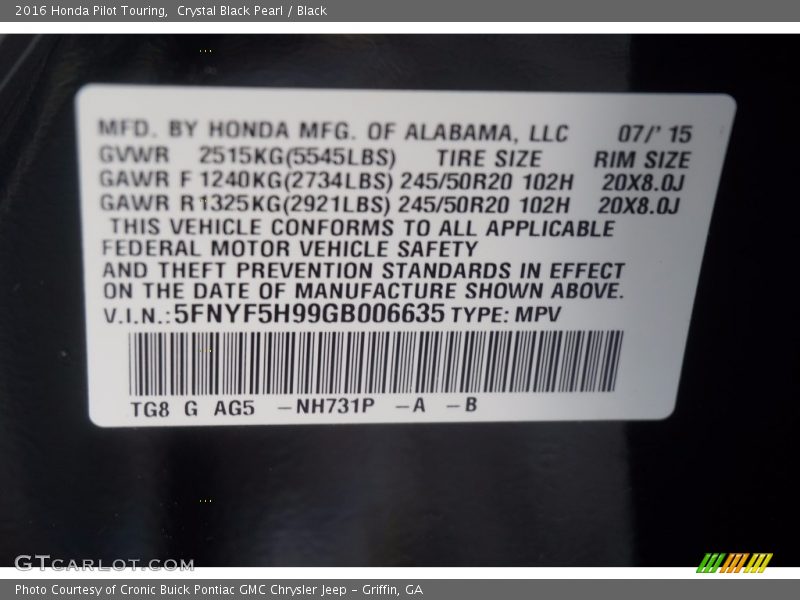 2016 Honda Pilot Touring,  Crystal Black Pearl / Black
MFD. BY HONDA MFG. OF ALABAMA, LLC 07/' 15
GVWR 2515KG(5545LBS) TIRE SIZE RIM SIZE
GAWR F 1240KG(2734LBS) 245/50R20 102H 20X8.0J
GAWR R 1325KG(2921LBS) 245/50R20 102H 20X8.0J
THIS VEHICLE CONFORMS TO ALL APPLICABLE
FEDERAL MOTOR VEHICLE SAFETY
AND THEFT PREVENTION STANDARDS IN EFFECT
ON THE DATE OF MANUFACTURE SHOWN ABOVE.
V.I.N.: 5FNYF5H99GB006635 TYPE: MPV
TG8 G AG5 -NH731P -A -B
GTCARLOT.COM
Photo Courtesy of Cronic Buick Pontiac GMC Chrysler Jeep - Griffin, GA